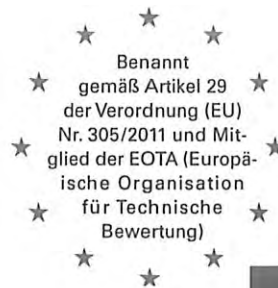 Benannt
gemäß Artikel 29
der Verordnung (EU)
Nr. 305/2011 und Mit-
glied der EOTA (Europä-
ische Organisation
für Technische
Bewertung)